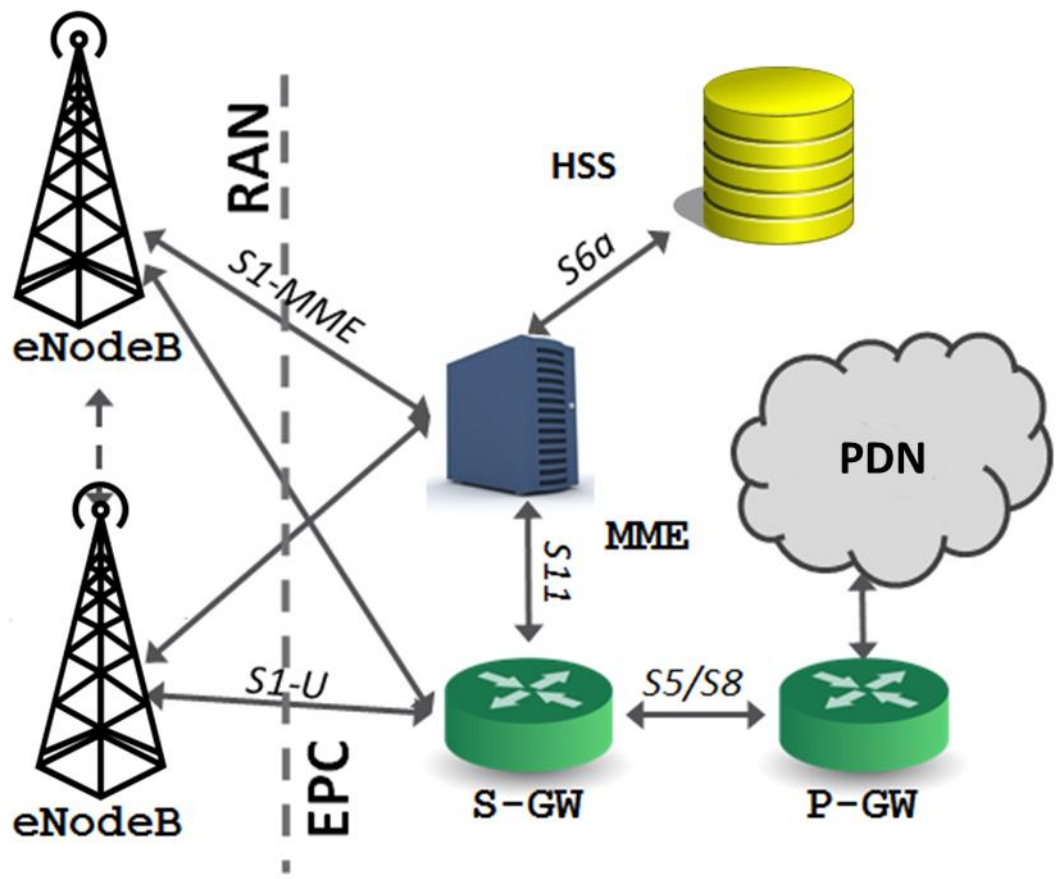 RAN
HSS
S1-MME
S6a
eNodeB
PDN
MME
S11
S1-U
S5/S8
EPC
S-GW
P-GW
eNodeB